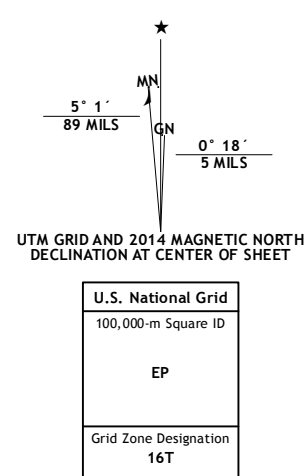 ★
MN
5° 1´
89 MILS
GN
0° 18´
5 MILS
UTM GRID AND 2014 MAGNETIC NORTH
DECLINATION AT CENTER OF SHEET
U.S. National Grid
100,000-m Square ID
EP
Grid Zone Designation
16T